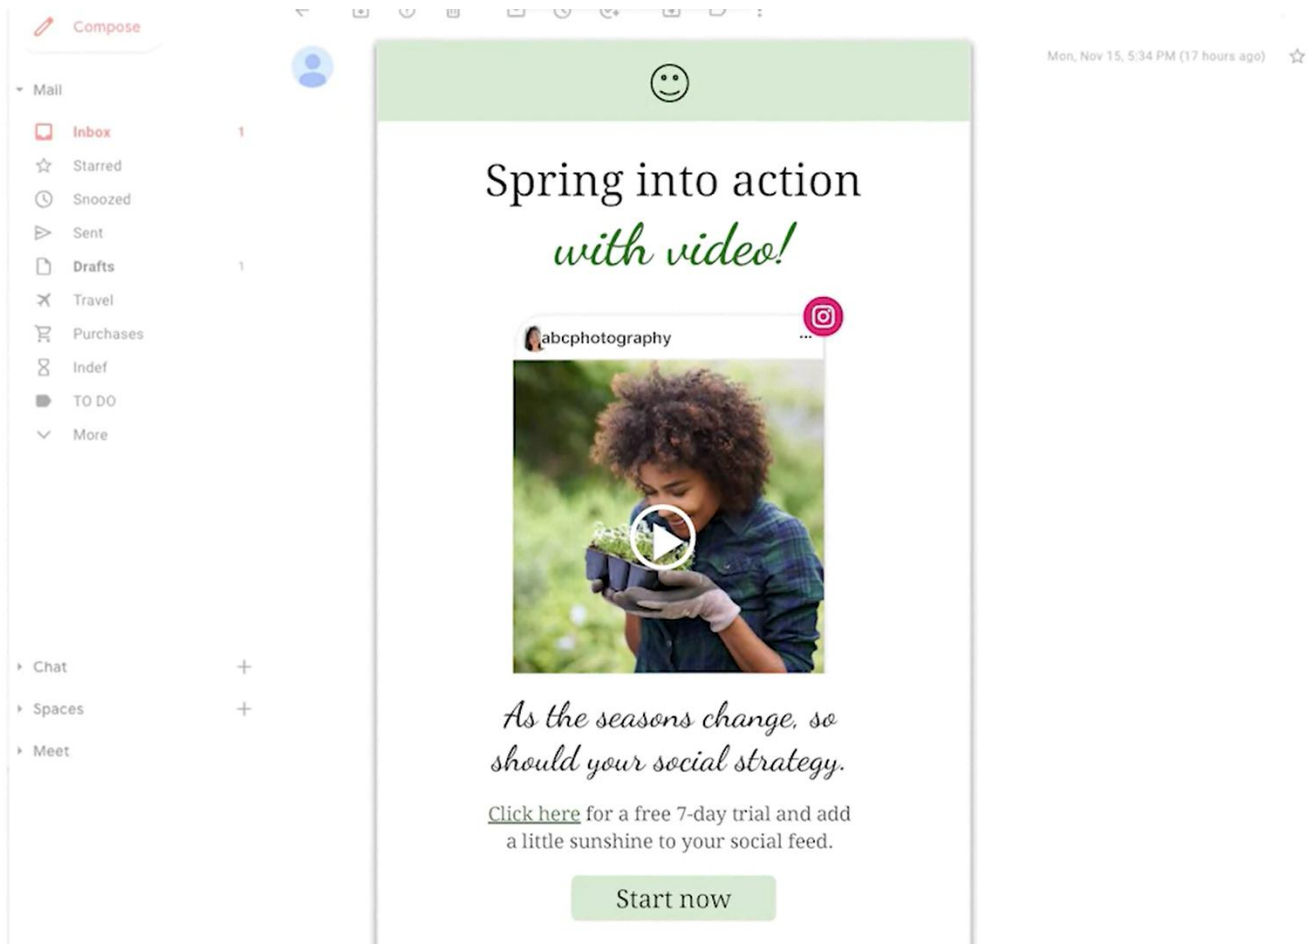 Compose
Mon, Nov 15, 5:34 PM (17 hours ago)
Mail
Inbox 1
Starred
Snoozed
Sent
Drafts 1
Travel
Purchases
Indef
TO DO
More
Chat
Spaces
Meet
Spring into action
with video!
abcphotography
As the seasons change, so
should your social strategy.
Click here for a free 7-day trial and add
a little sunshine to your social feed.
Start now